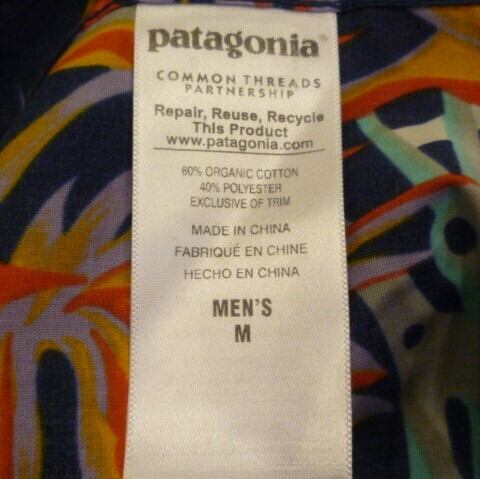 patagonia®
COMMON THREADS
PARTNERSHIP
Repair, Reuse, Recycle
This Product
www.patagonia.com
60% ORGANIC COTTON
40% POLYESTER
EXCLUSIVE OF TRIM
MADE IN CHINA
FABRIQUÉ EN CHINE
HECHO EN CHINA
MEN'S
M